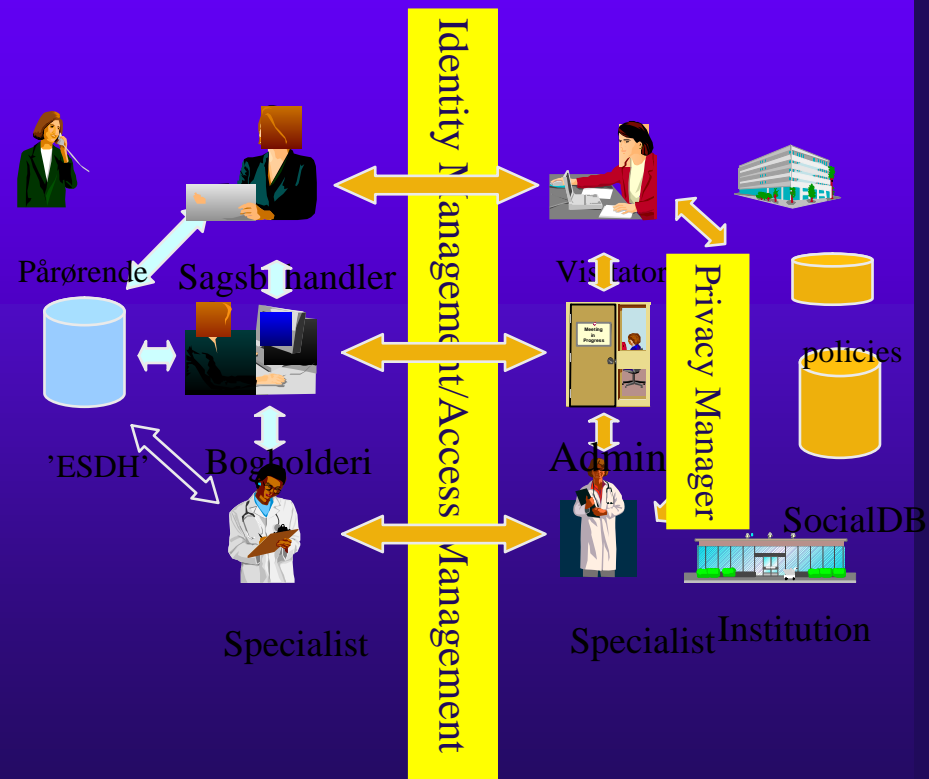 Identity Management/Access Management
Pårørende
Sagsbehandler
Visitator
Privacy Manager
policies
Meeting
in
Progress
'ESDH'
Bogholderi
Admin
SocialDB
Specialist
Specialist
Institution